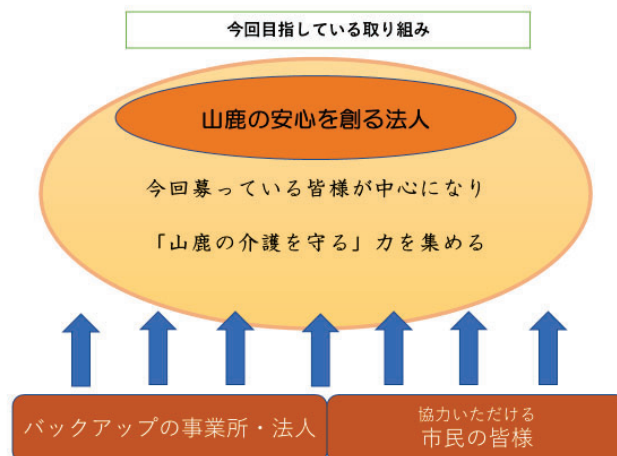 今回目指している取り組み
山鹿の安心を創る法人
今回募っている皆様が中心になり
「山鹿の介護を守る」力を集める
バックアップの事業所・法人
協力いただける
市民の皆様